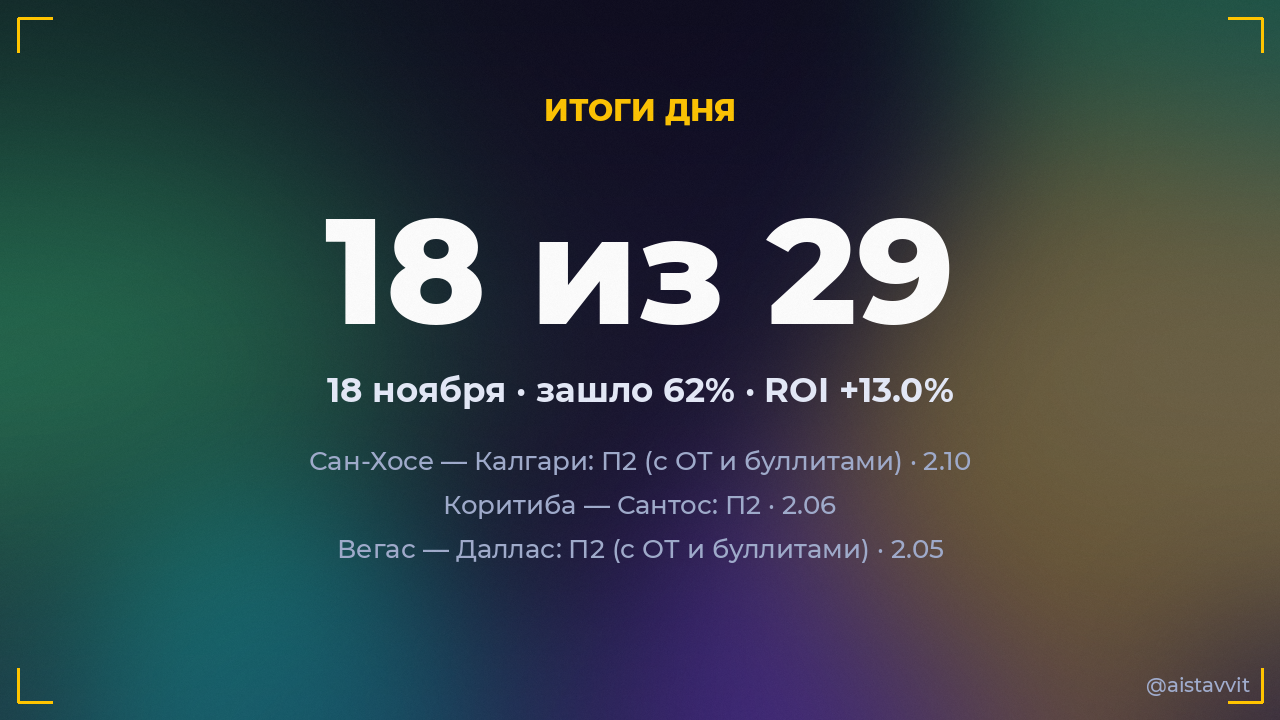 ИТОГИ ДНЯ
18 из 29
18 ноября · зашло 62% · ROI +13.0%
Сан-Хосе — Калгари: П2 (с ОТ и буллитами) · 2.10
Коритиба — Сантос: П2 · 2.06
Вегас — Даллас: П2 (с ОТ и буллитами) · 2.05
@aistavvit